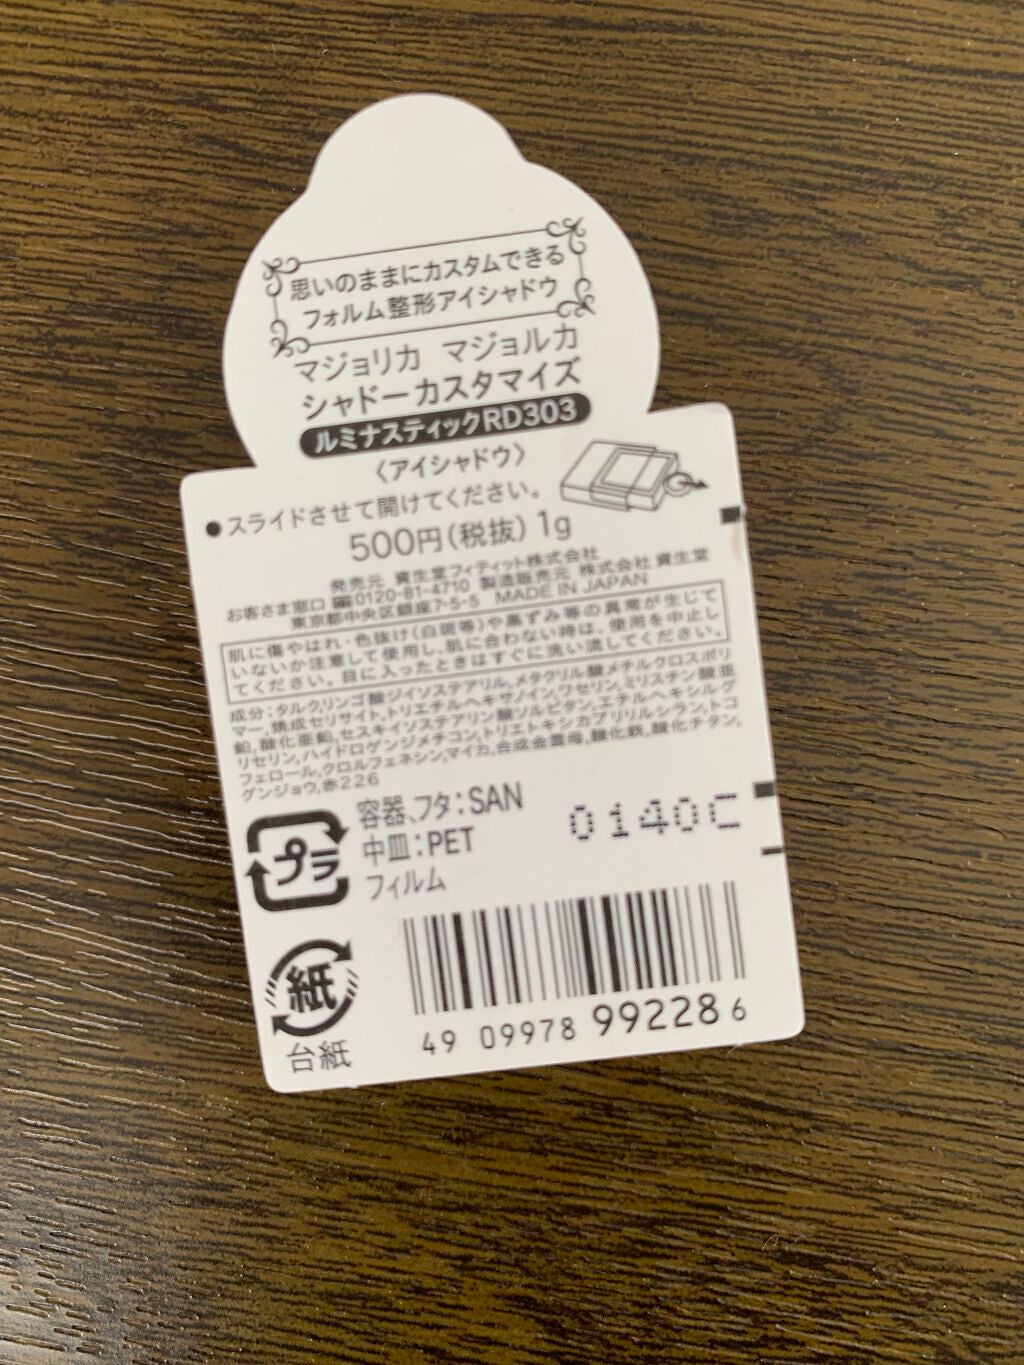 思いのままにカスタムできる
フォルム整形アイシャドウ
マジョリカ マジョルカ
シャドーカスタマイズ
ルミナスティックRD303
〈アイシャドウ〉
●スライドさせて開けてください。
500円(税抜) 1g
発売元 資生堂フィティット株式会社
お客さま窓口 ☎0120-81-4710 製造販売元 株式会社 資生堂
東京都中央区銀座7-5-5 MADE IN JAPAN
肌に傷やはれ・色抜け(白斑等)や黒ずみ等の異常が生じて
いないか注意して使用し、肌に合わない時は、使用を中止し
てください。目に入ったときはすぐに洗い流してください。
成分:タルク,リンゴ酸ジイソステアリル,メタクリル酸メチルクロスポリ
マー,焼成セリサイト,トリエチルヘキサノイン,ワセリン,ミリスチン酸亜
鉛,酸化亜鉛,セスキイソステアリン酸ソルビタン,エチルヘキシルグ
リセリン,ハイドロゲンジメチコン,トリエトキシカプリリルシラン,トコ
フェロール,クロルフェネシン,マイカ,合成金雲母,酸化鉄,酸化チタン,
グンジョウ,赤226
プラ
容器、フタ:SAN
中皿:PET
フィルム
0140C
紙
台紙
49 09978 992286